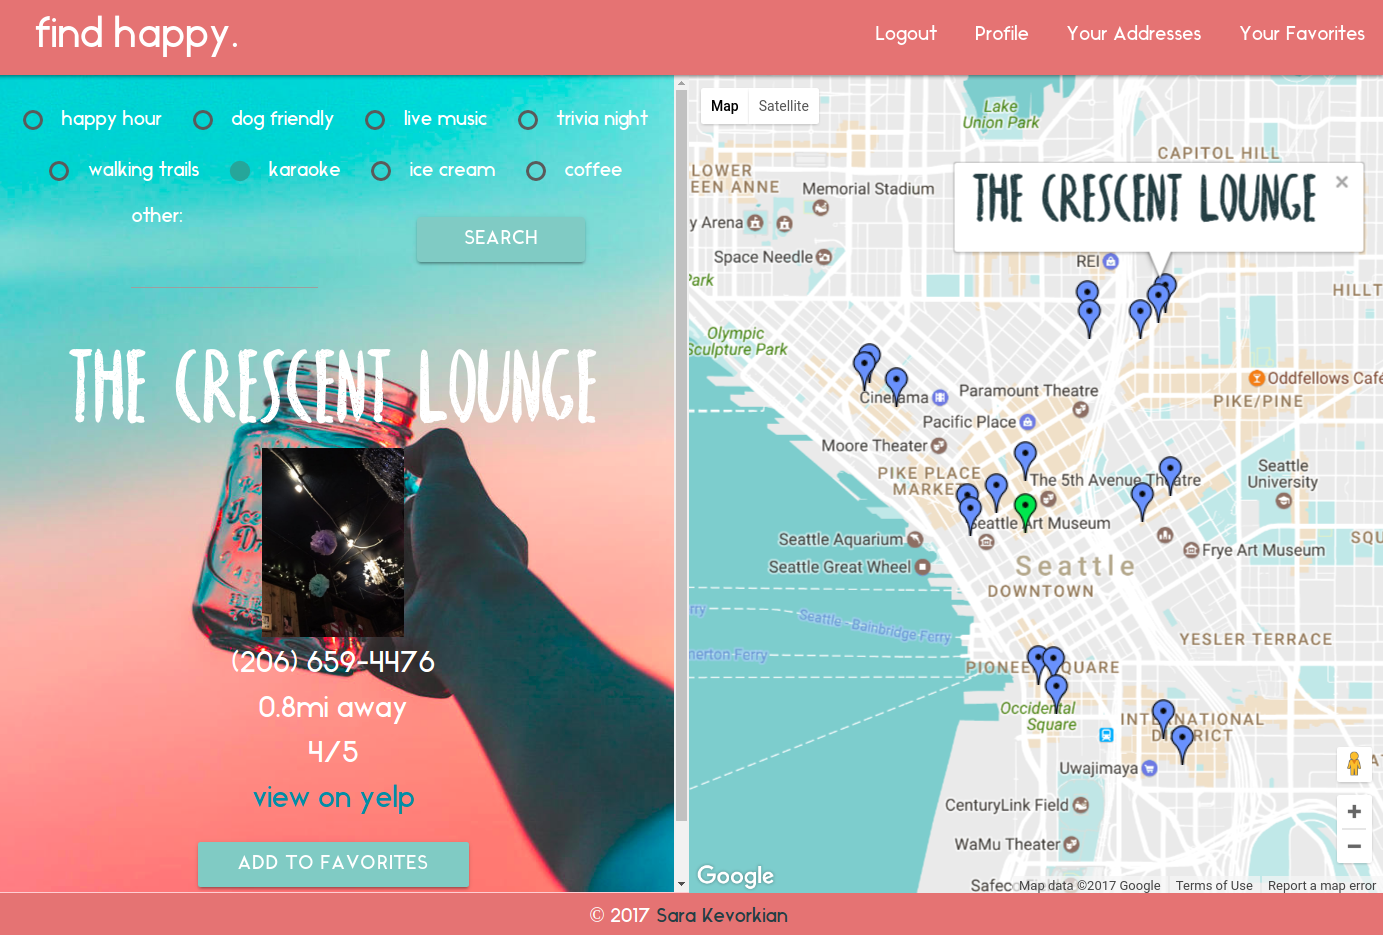 find happy.
Logout
Profile
Your Addresses
Your Favorites
happy hour
dog friendly
live music
trivia night
walking trails
karaoke
ice cream
coffee
other:
SEARCH
THE CRESCENT LOUNGE
(206) 659-4476
0.8mi away
4/5
view on yelp
ADD TO FAVORITES
Map
Satellite
Lake
Union Park
CAPITOL HILL
LOWER
EEN ANNE
Memorial Stadium
THE CRESCENT LOUNGE
y Arena
Space Needle
REI
Park
HILLT
Olympic
Sculpture Park
Oddfellows Café
PIKE/PINE
Cinerama
Paramount Theatre
Pacific Place
Moore Theater
PIKE PLACE
MARKET
The 5th Avenue Theatre
Seattle
University
Seattle Art Museum
Seattle Aquarium
Frye Art Museum
SQU
Seattle Great Wheel
Seattle
DOWNTOWN
rry
Seattle - Bainbridge Ferry
merton Ferry
YESLER TERRACE
PIONEER SQUARE
Occidental
Square
INTERNATIONAL
DISTRICT
Uwajimaya
CenturyLink Field
WaMu Theater
Google
Safeco
Map data ©2017 Google
Terms of Use
Report a map error
© 2017 Sara Kevorkian